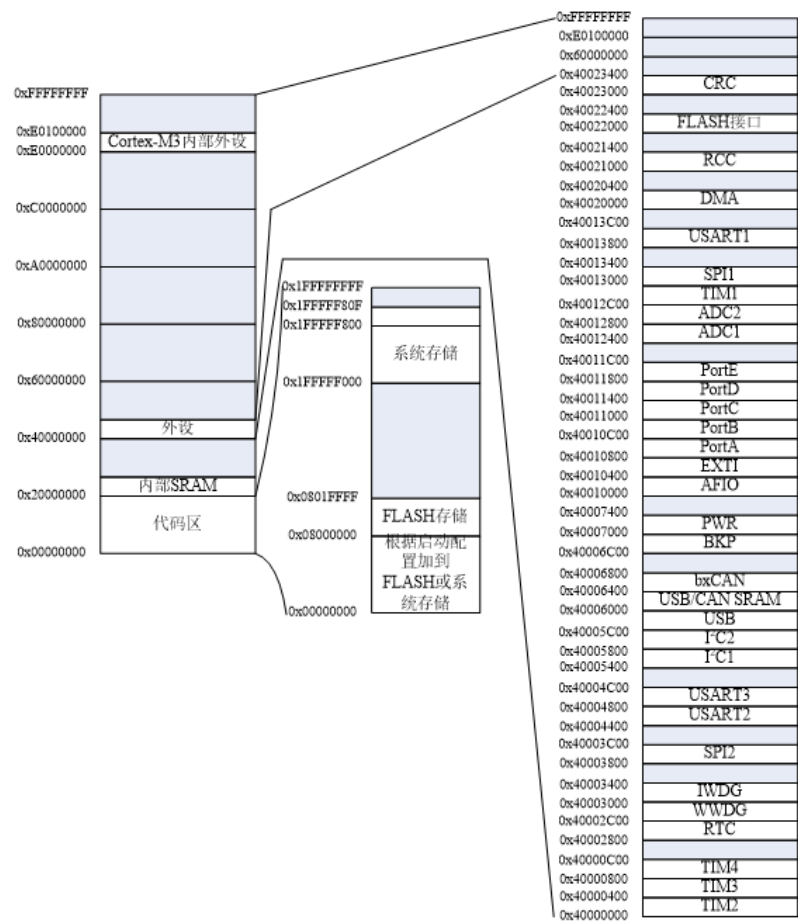 0xFFFFFFFF
0xE0100000
Cortex-M3内部外设
0xE0000000
0xC0000000
0xA0000000
0x80000000
0x60000000
外设
0x40000000
内部SRAM
0x20000000
代码区
0x00000000
0x1FFFFFFFF
0x1FFFFF80F
0x1FFFFF800
系统存储
0x1FFFFF000
0x0801FFFF
FLASH存储
0x08000000
根据启动配
置加到
FLASH或系
统存储
0x00000000
0xFFFFFFFF
0xE0100000
0x60000000
0x40023400
CRC
0x40023000
0x40022400
FLASH接口
0x40022000
0x40021400
RCC
0x40021000
0x40020400
DMA
0x40020000
0x40013C00
USART1
0x40013800
0x40013400
SPI1
0x40013000
TIM1
0x40012C00
ADC2
0x40012800
ADC1
0x40012400
0x40011C00
PortE
0x40011800
PortD
0x40011400
PortC
0x40011000
PortB
0x40010C00
PortA
0x40010800
EXTI
0x40010400
AFIO
0x40010000
0x40007400
PWR
0x40007000
BKP
0x40006C00
0x40006800
bxCAN
0x40006400
USB/CAN SRAM
0x40006000
USB
0x40005C00
I²C2
0x40005800
I²C1
0x40005400
0x40004C00
USART3
0x40004800
USART2
0x40004400
0x40003C00
SPI2
0x40003800
0x40003400
IWDG
0x40003000
WWDG
0x40002C00
RTC
0x40002800
0x40000C00
TIM4
0x40000800
TIM3
0x40000400
TIM2
0x40000000